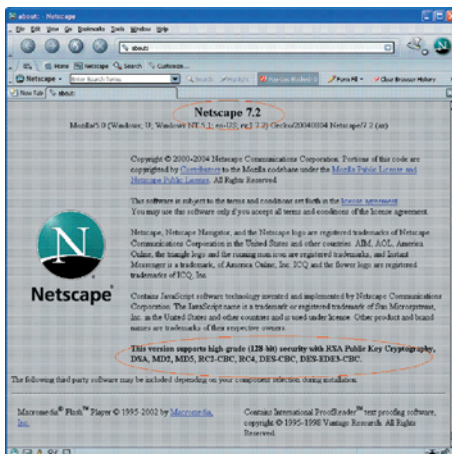 about: - Netscape
File Edit View Go Bookmarks Tools Window Help
about:
Home Netscape Search Customize...
Netscape Enter Search Terms Search Highlight Form Fill Clear Browser History
New Tab about:
Netscape 7.2
Mozilla/5.0 (Windows; U; Windows NT 5.1; en-US; rv:1.7.2) Gecko/20040804 Netscape/7.2 (ax)
Copyright © 2000-2004 Netscape Communications Corporation. Portions of this code are
copyrighted by Contributors to the Mozilla codebase under the Mozilla Public License and
Netscape Public License. All Rights Reserved.
This software is subject to the terms and conditions set forth in the license agreement.
You may use this software only if you accept all terms and conditions of the license agreement.
Netscape, Netscape Navigator, and the Netscape logo are registered trademarks of Netscape
Communications Corporation in the United States and other countries. AIM, AOL, America
Online, the triangle logo and the running man icon are registered trademarks, and Instant
Messenger is a trademark, of America Online, Inc. ICQ and the flower logo are registered
trademarks of ICQ, Inc.
N
Netscape®
Contains JavaScript software technology invented and implemented by Netscape Communications
Corporation. The JavaScript name is a trademark or registered trademark of Sun Microsystems,
Inc. in the United States and other countries and is used under license. Other product and brand
names are trademarks of their respective owners.
This version supports high grade (128-bit) security with RSA Public Key Cryptography,
DSA, MD2, MD5, RC2-CBC, RC4, DES-CBC, DES-EDE3-CBC.
The following third party software may be included depending on your component selection during installation:
Macromedia® Flash™ Player © 1995-2002 by Macromedia,
Inc.
Contains International ProofReader™ text proofing software,
copyright © 1995-1998 Vantage Research. All Rights
Reserved.